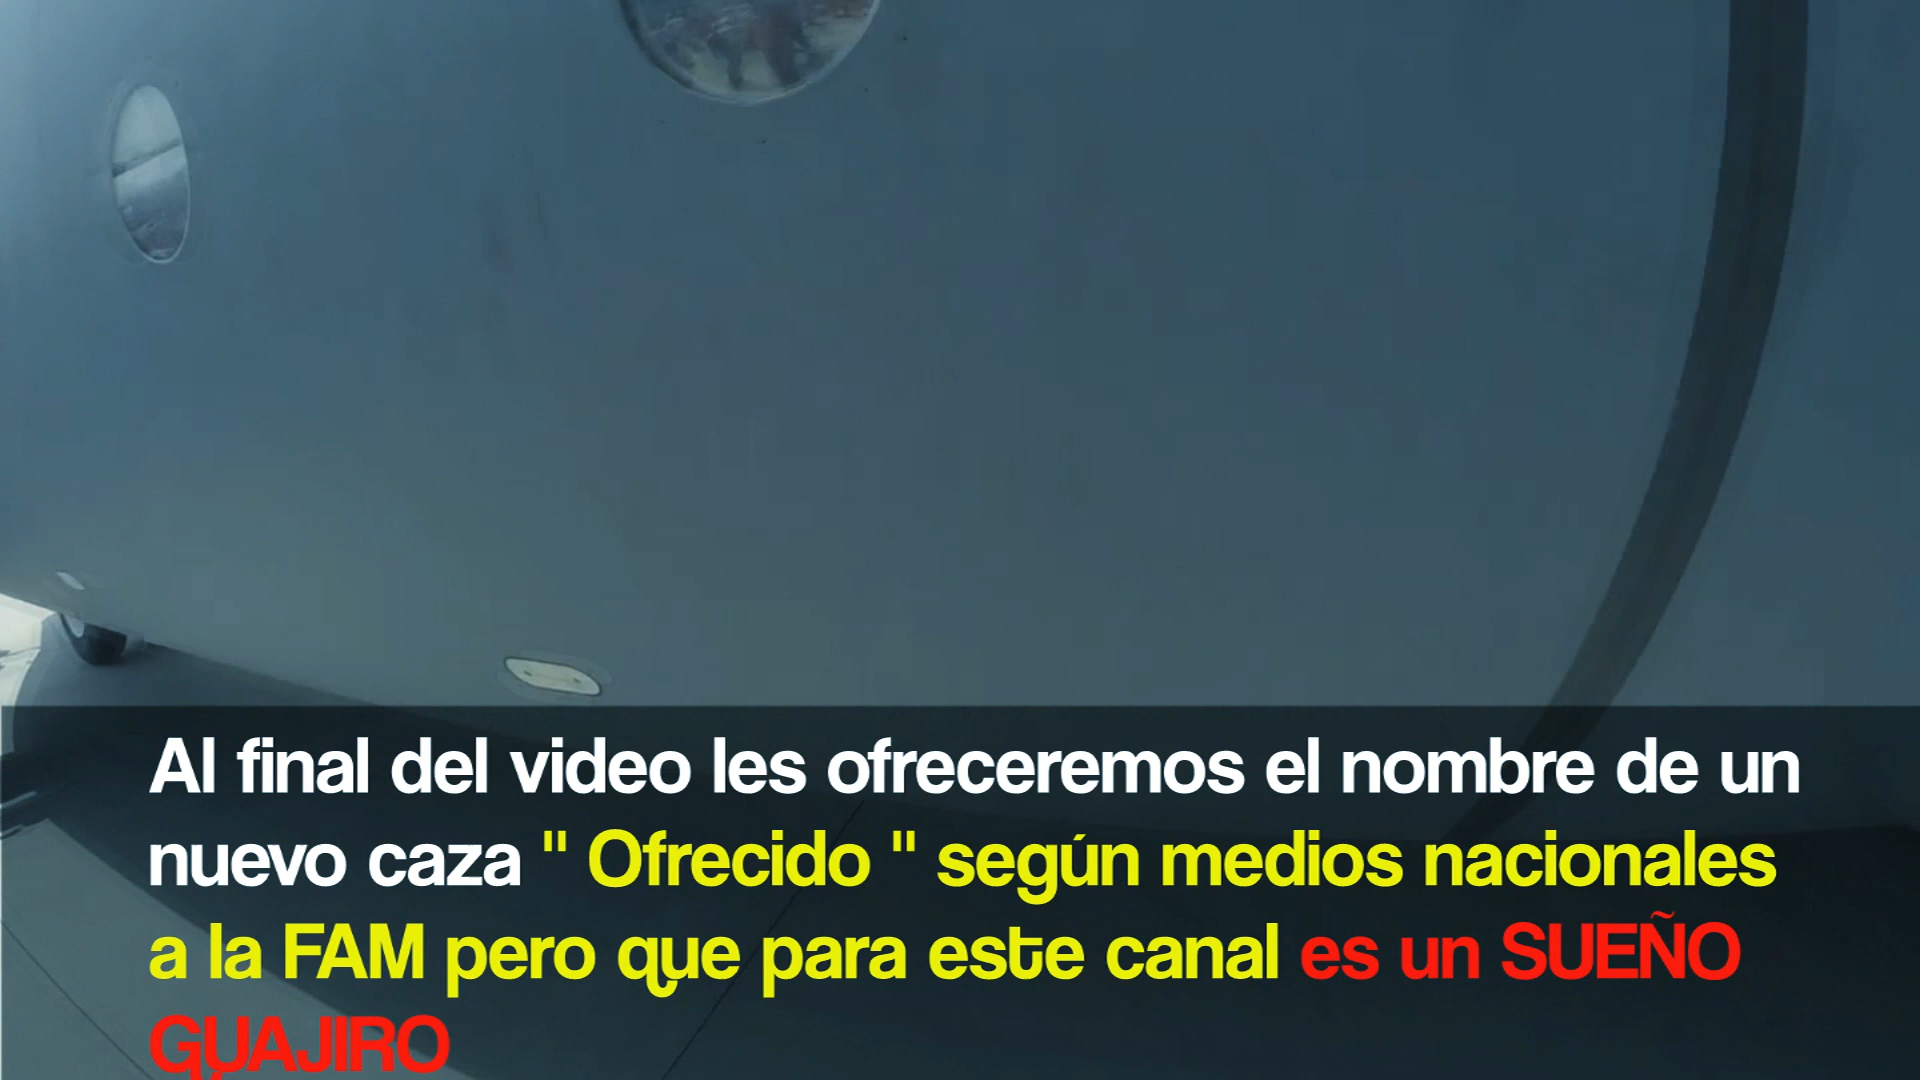 Al final del video les ofreceremos el nombre de un
nuevo caza " Ofrecido " según medios nacionales
a la FAM pero que para este canal es un SUEÑO
GUAJIRO